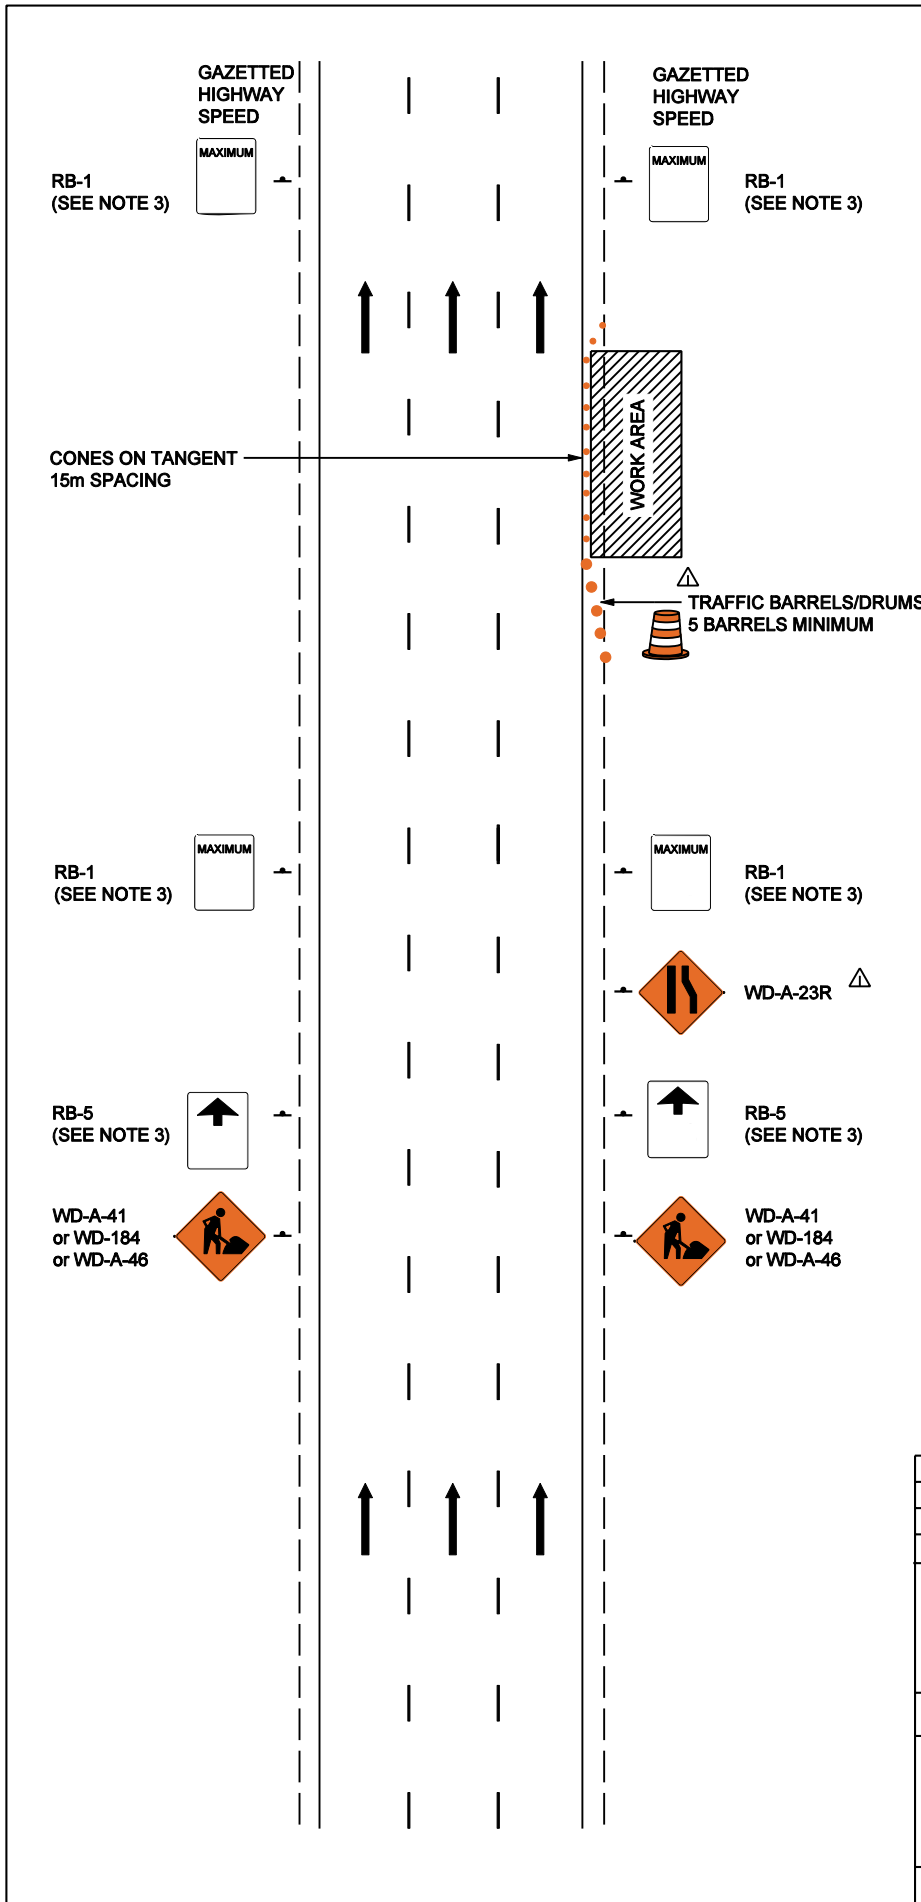 GAZETTED
HIGHWAY
SPEED
MAXIMUM
RB-1
(SEE NOTE 3)
GAZETTED
HIGHWAY
SPEED
MAXIMUM
RB-1
(SEE NOTE 3)
WORK AREA
CONES ON TANGENT
15m SPACING
1
TRAFFIC BARRELS/DRUMS
5 BARRELS MINIMUM
MAXIMUM
RB-1
(SEE NOTE 3)
MAXIMUM
RB-1
(SEE NOTE 3)
WD-A-23R
1
RB-5
(SEE NOTE 3)
RB-5
(SEE NOTE 3)
WD-A-41
or WD-184
or WD-A-46
WD-A-41
or WD-184
or WD-A-46